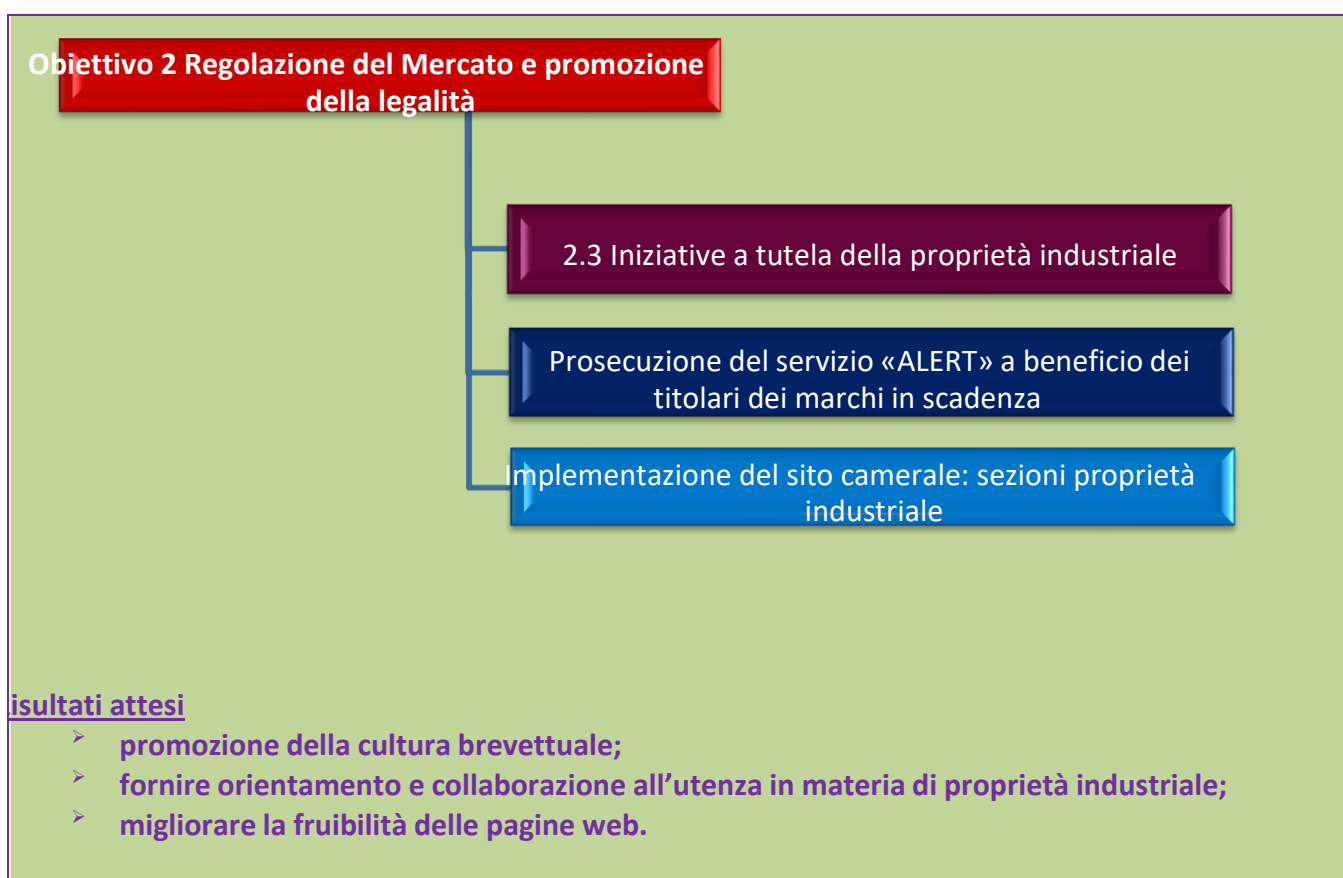 Obiettivo 2 Regolazione del Mercato e promozione
della legalità
2.3 Iniziative a tutela della proprietà industriale
Prosecuzione del servizio «ALERT» a beneficio dei
titolari dei marchi in scadenza
Implementazione del sito camerale: sezioni proprietà
industriale
isultati attesi
➢ promozione della cultura brevettuale;
➢ fornire orientamento e collaborazione all’utenza in materia di proprietà industriale;
➢ migliorare la fruibilità delle pagine web.